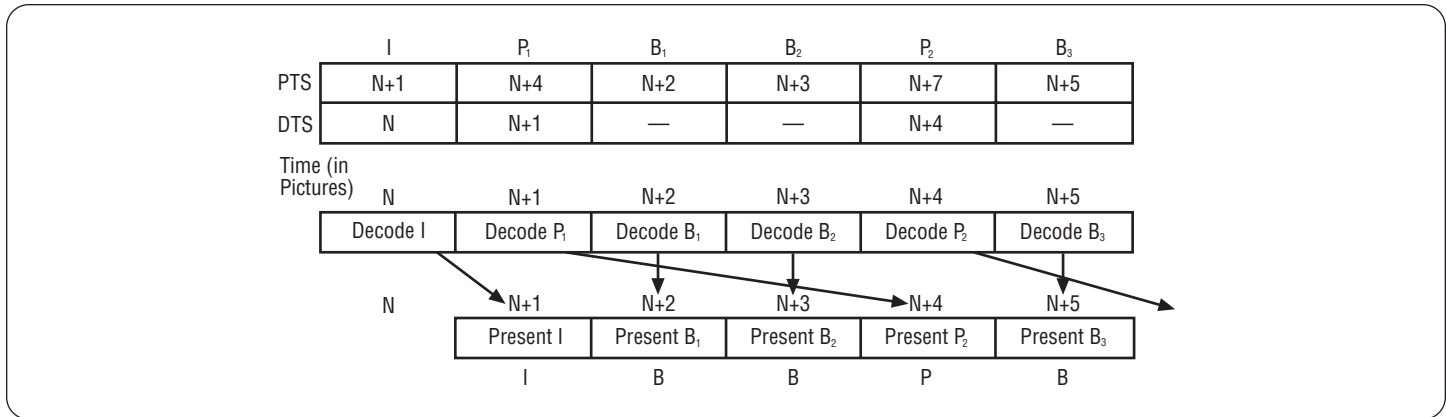 I P₁ B₁ B₂ P₂ B₃
PTS N+1 N+4 N+2 N+3 N+7 N+5
DTS N N+1 — — N+4 —
Time (in
Pictures)
N N+1 N+2 N+3 N+4 N+5
Decode I Decode P₁ Decode B₁ Decode B₂ Decode P₂ Decode B₃
N N+1 N+2 N+3 N+4 N+5
Present I Present B₁ Present B₂ Present P₂ Present B₃
I B B P B